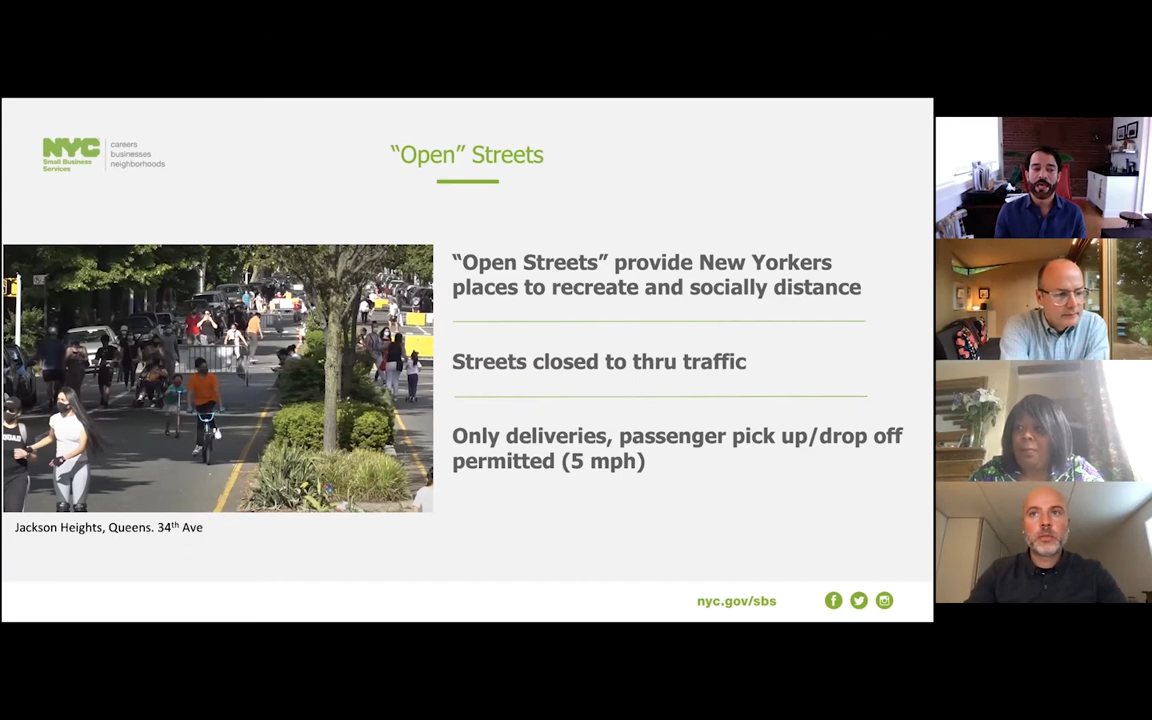 NYC
Small Business
Services
careers
businesses
neighborhoods
“Open” Streets
“Open Streets” provide New Yorkers
places to recreate and socially distance
Streets closed to thru traffic
Only deliveries, passenger pick up/drop off
permitted (5 mph)
Jackson Heights, Queens. 34th Ave
nyc.gov/sbs